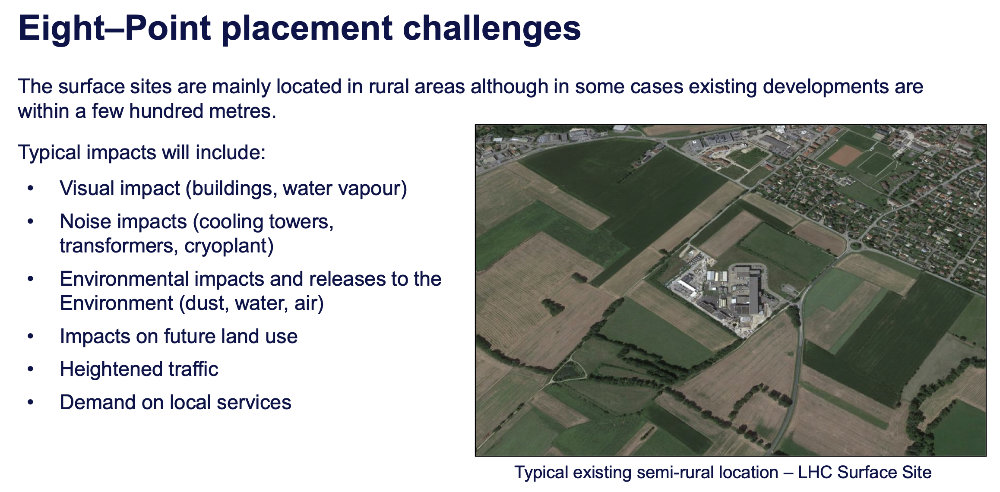 Eight–Point placement challenges
The surface sites are mainly located in rural areas although in some cases existing developments are
within a few hundred metres.
Typical impacts will include:
• Visual impact (buildings, water vapour)
• Noise impacts (cooling towers,
transformers, cryoplant)
• Environmental impacts and releases to the
Environment (dust, water, air)
• Impacts on future land use
• Heightened traffic
• Demand on local services
Typical existing semi-rural location – LHC Surface Site